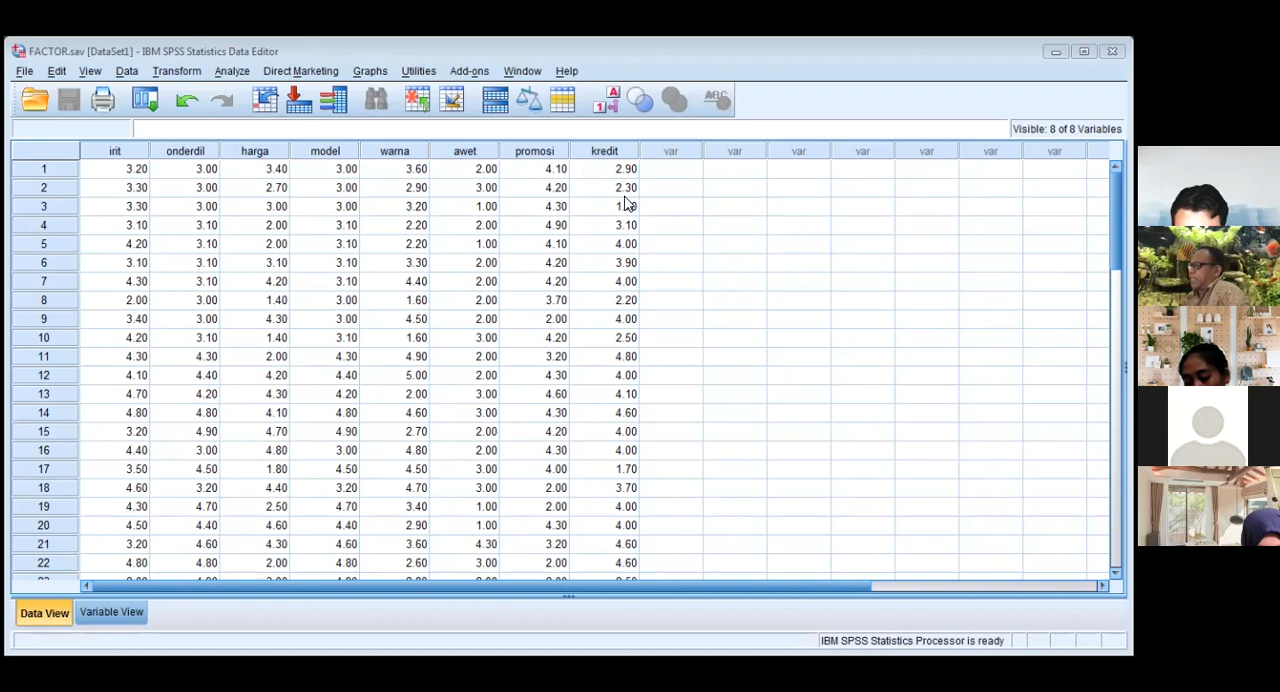 FACTOR.sav [DataSet1] - IBM SPSS Statistics Data Editor
File Edit View Data Transform Analyze Direct Marketing Graphs Utilities Add-ons Window Help
Visible: 8 of 8 Variables
irit onderdil harga model warna awet promosi kredit var var var var var var var
1 3.20 3.00 3.40 3.00 3.60 2.00 4.10 2.90
2 3.30 3.00 2.70 3.00 2.90 3.00 4.20 2.30
3 3.30 3.00 3.00 3.00 3.20 1.00 4.30
4 3.10 3.10 2.00 3.10 2.20 2.00 4.90 3.10
5 4.20 3.10 2.00 3.10 2.20 1.00 4.10 4.00
6 3.10 3.10 3.10 3.10 3.30 2.00 4.20 3.90
7 4.30 3.10 4.20 3.10 4.40 2.00 4.20 4.00
8 2.00 3.00 1.40 3.00 1.60 2.00 3.70 2.20
9 3.40 3.00 4.30 3.00 4.50 2.00 2.00 4.00
10 4.20 3.10 1.40 3.10 1.60 3.00 4.20 2.50
11 4.30 4.30 2.00 4.30 4.90 2.00 3.20 4.80
12 4.10 4.40 4.20 4.40 5.00 2.00 4.30 4.00
13 4.70 4.20 4.30 4.20 2.00 3.00 4.60 4.10
14 4.80 4.80 4.10 4.80 4.60 3.00 4.30 4.60
15 3.20 4.90 4.70 4.90 2.70 2.00 4.20 4.00
16 4.40 3.00 4.80 3.00 4.80 2.00 4.30 4.00
17 3.50 4.50 1.80 4.50 4.50 3.00 4.00 1.70
18 4.60 3.20 4.40 3.20 4.70 3.00 2.00 3.70
19 4.30 4.70 2.50 4.70 3.40 1.00 2.00 4.00
20 4.50 4.40 4.60 4.40 2.90 1.00 4.30 4.00
21 3.20 4.60 4.30 4.60 3.60 4.30 3.20 4.60
22 4.80 4.80 2.00 4.80 2.60 3.00 2.00 4.60
Data View Variable View
IBM SPSS Statistics Processor is ready